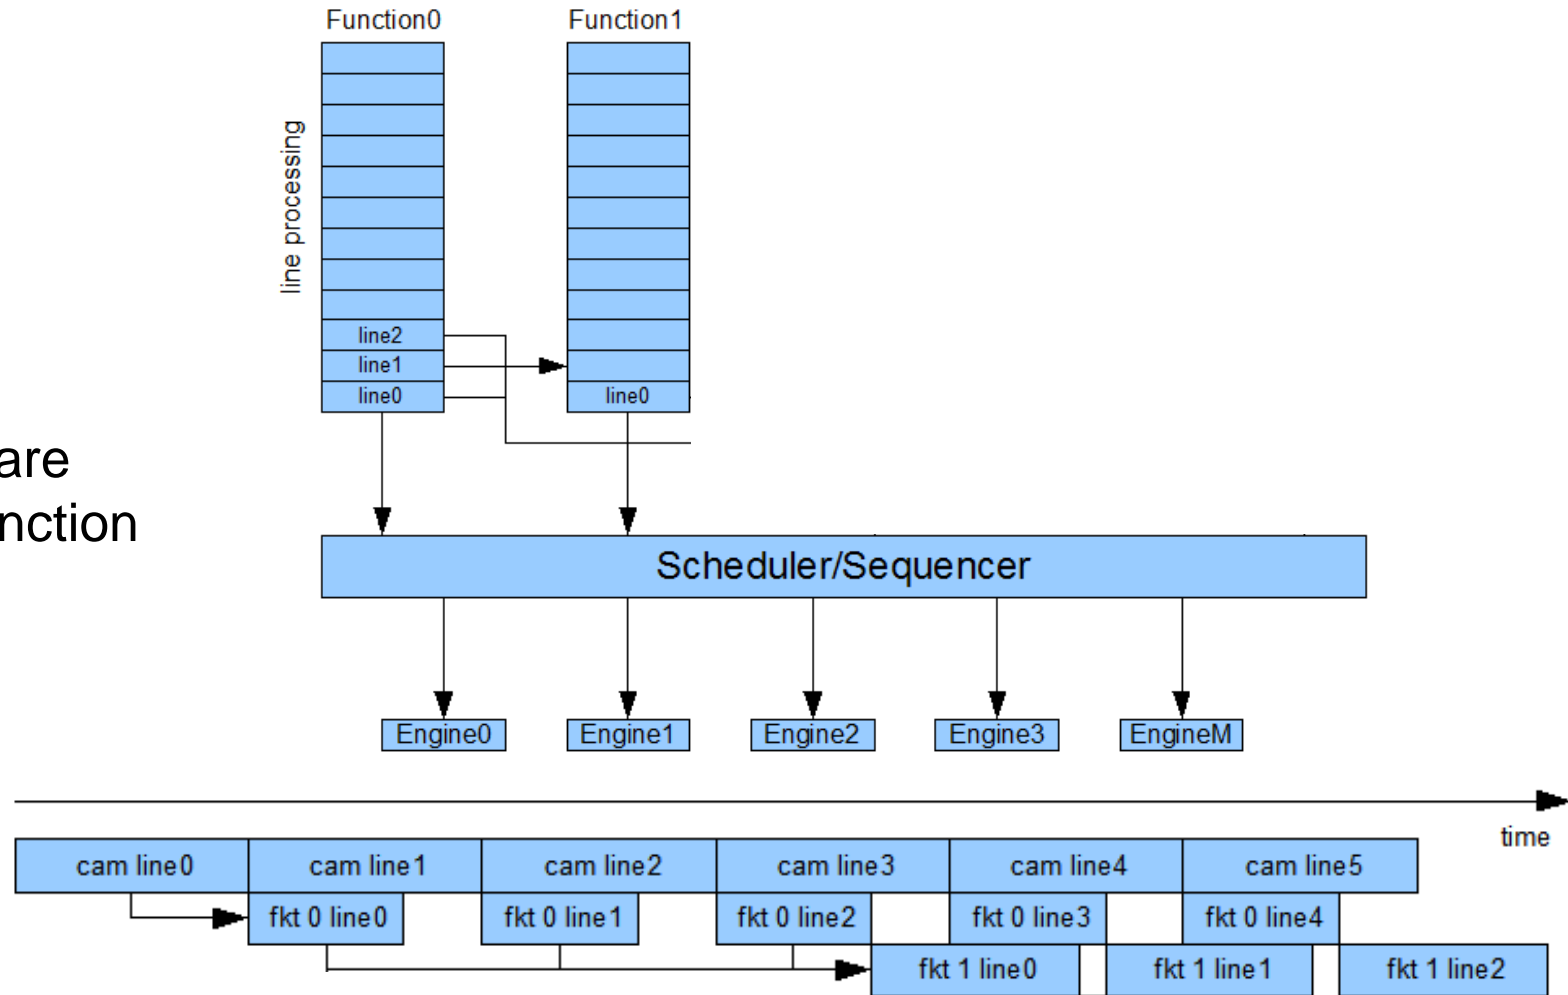 Function0
Function1
line processing
line2
line1
line0
line0
are
nction
Scheduler/Sequencer
Engine0
Engine1
Engine2
Engine3
EngineM
time
cam line0
cam line1
cam line2
cam line3
cam line4
cam line5
fkt 0 line0
fkt 0 line1
fkt 0 line2
fkt 0 line3
fkt 0 line4
fkt 1 line0
fkt 1 line1
fkt 1 line2